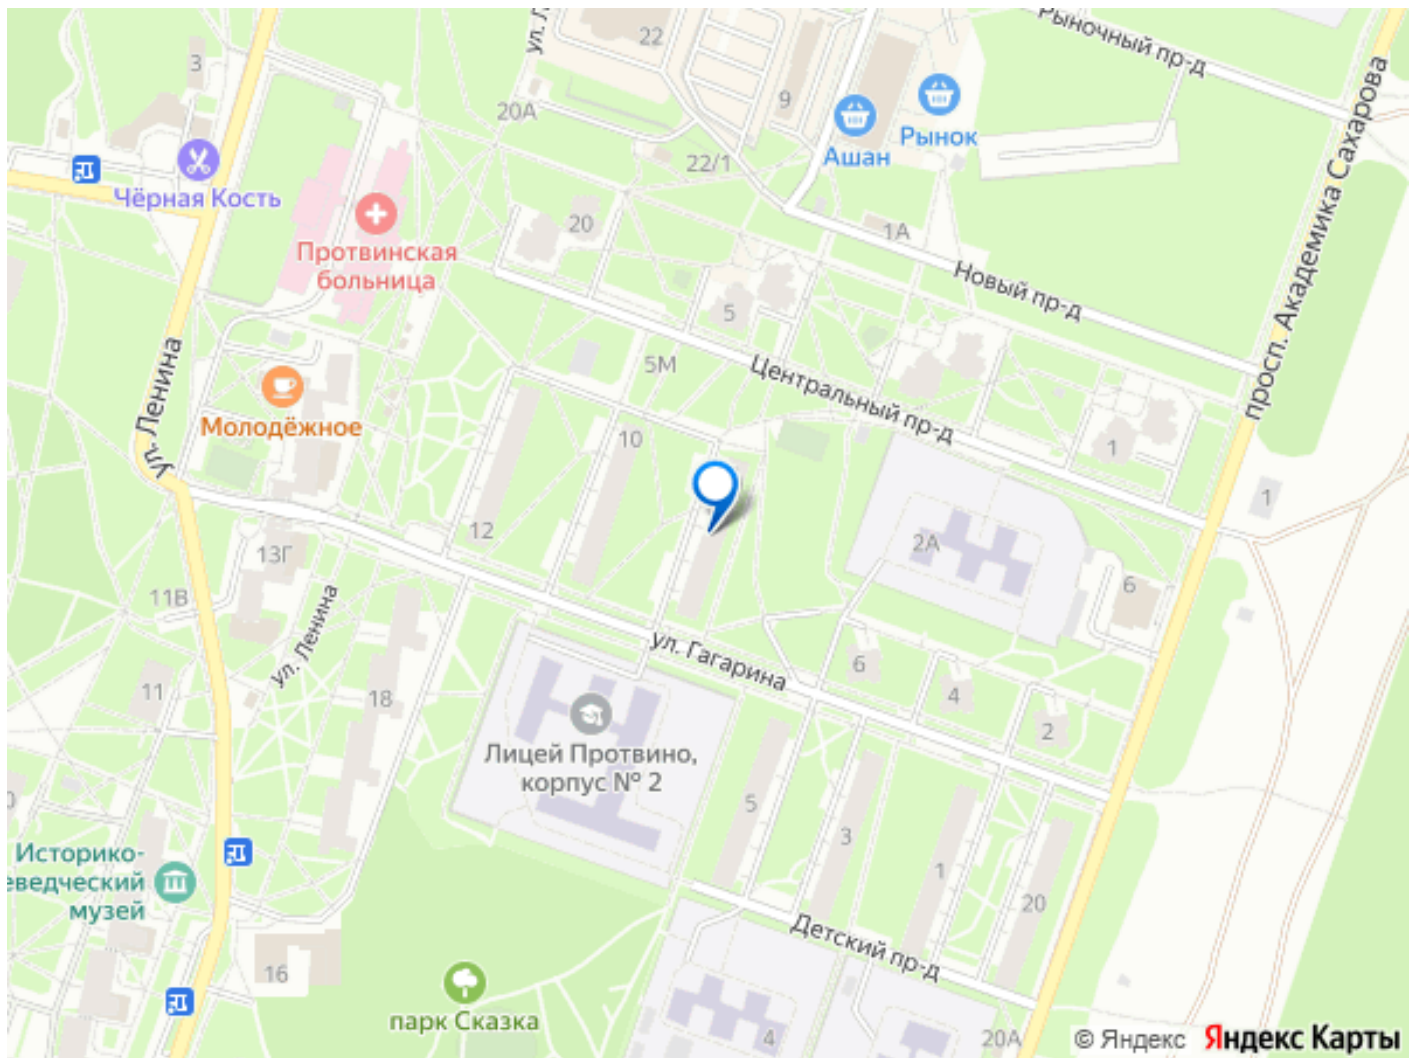 Рыночный пр-д
ул. Л
22
3
20А
9
Рынок
Ашан
22/1
Чёрная Кость
просп. Академика Сахарова
20
1А
Протвинская
больница
Новый пр-д
5
5М
Центральный пр-д
ул. Ленина
Молодёжное
10
1
1
12
2А
13Г
6
11В
ул. Ленина
ул. Гагарина
6
4
11
18
2
Лицей Протвино,
корпус № 2
5
3
Историко-
еведческий
музей
1
20
Детский пр-д
16
парк Сказка
4
20А
© Яндекс Яндекс Карты